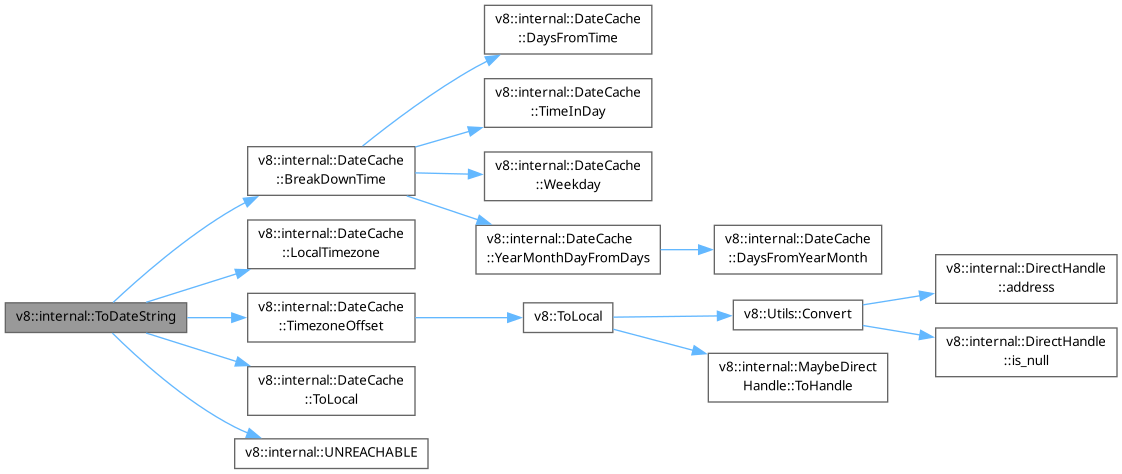 v8::internal::ToDateString
v8::internal::DateCache
::BreakDownTime
v8::internal::DateCache
::LocalTimezone
v8::internal::DateCache
::TimezoneOffset
v8::internal::DateCache
::ToLocal
v8::internal::UNREACHABLE
v8::internal::DateCache
::DaysFromTime
v8::internal::DateCache
::TimeInDay
v8::internal::DateCache
::Weekday
v8::internal::DateCache
::YearMonthDayFromDays
v8::ToLocal
v8::internal::DateCache
::DaysFromYearMonth
v8::Utils::Convert
v8::internal::MaybeDirect
Handle::ToHandle
v8::internal::DirectHandle
::address
v8::internal::DirectHandle
::is_null